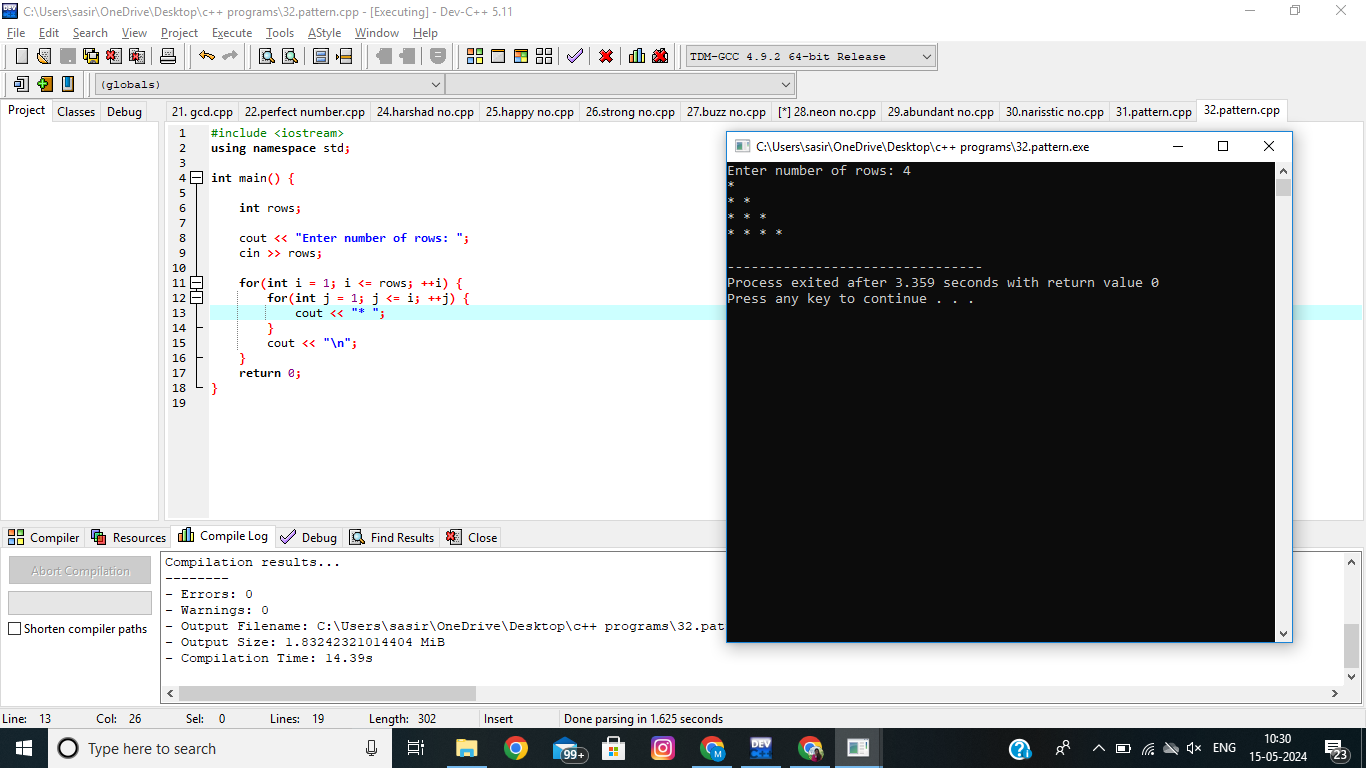 C:\Users\sasir\OneDrive\Desktop\c++ programs\32.pattern.cpp - [Executing] - Dev-C++ 5.11
File Edit Search View Project Execute Tools AStyle Window Help
TDM-GCC 4.9.2 64-bit Release
(globals)
Project Classes Debug
21. gcd.cpp 22.perfect number.cpp 24.harshad no.cpp 25.happy no.cpp 26.strong no.cpp 27.buzz no.cpp [*] 28.neon no.cpp 29.abundant no.cpp 30.narisstic no.cpp 31.pattern.cpp 32.pattern.cpp
1 #include <iostream>
2 using namespace std;
3
4 int main() {
5
6 int rows;
7
8 cout << "Enter number of rows: ";
9 cin >> rows;
10
11 for(int i = 1; i <= rows; ++i) {
12 for(int j = 1; j <= i; ++j) {
13 cout << "* ";
14 }
15 cout << "\n";
16 }
17 return 0;
18 }
19
C:\Users\sasir\OneDrive\Desktop\c++ programs\32.pattern.exe
Enter number of rows: 4
*
* *
* * *
* * * *
--------------------------------
Process exited after 3.359 seconds with return value 0
Press any key to continue . . .
Compiler Resources Compile Log Debug Find Results Close
Abort Compilation
Shorten compiler paths
Compilation results...
--------
- Errors: 0
- Warnings: 0
- Output Filename: C:\Users\sasir\OneDrive\Desktop\c++ programs\32.pat
- Output Size: 1.83242321014404 MiB
- Compilation Time: 14.39s
Line: 13 Col: 26 Sel: 0 Lines: 19 Length: 302 Insert Done parsing in 1.625 seconds
Type here to search
99+
M
DEV
ENG
10:30
15-05-2024
23